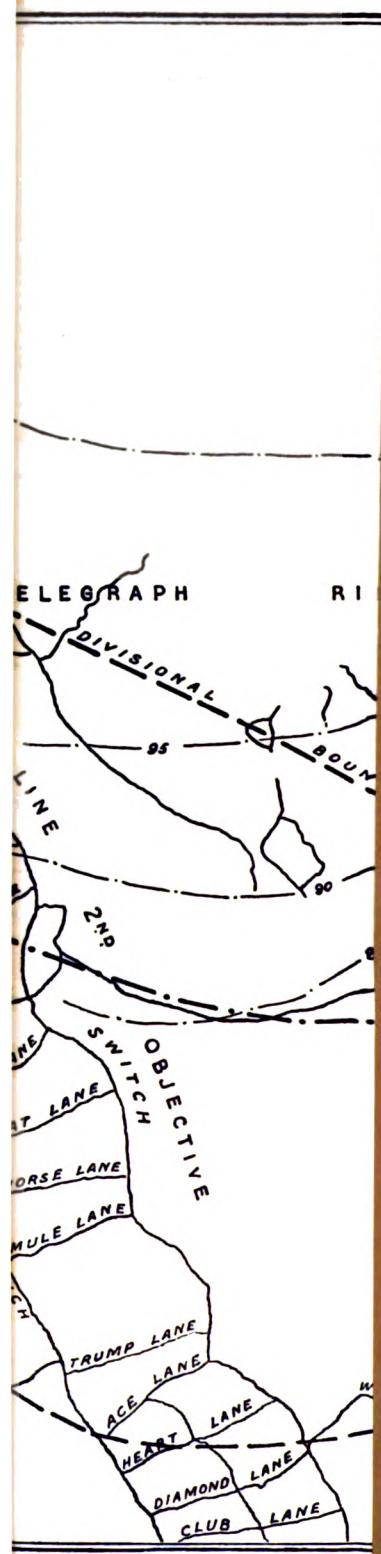 ELEGRAPH RI
DIVISIONAL
BOUN
95
LINE
90
2ND
SWITCH
OBJECTIVE
AT LANE
ORSE LANE
MULE LANE
TRUMP LANE
ACE LANE
HEART LANE
DIAMOND LANE
CLUB LANE